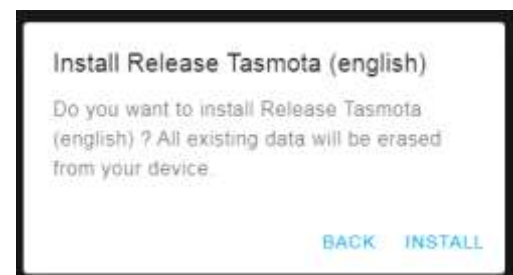 Install Release Tasmota (english)
Do you want to install Release Tasmota
(english) ? All existing data will be erased
from your device.
BACK INSTALL